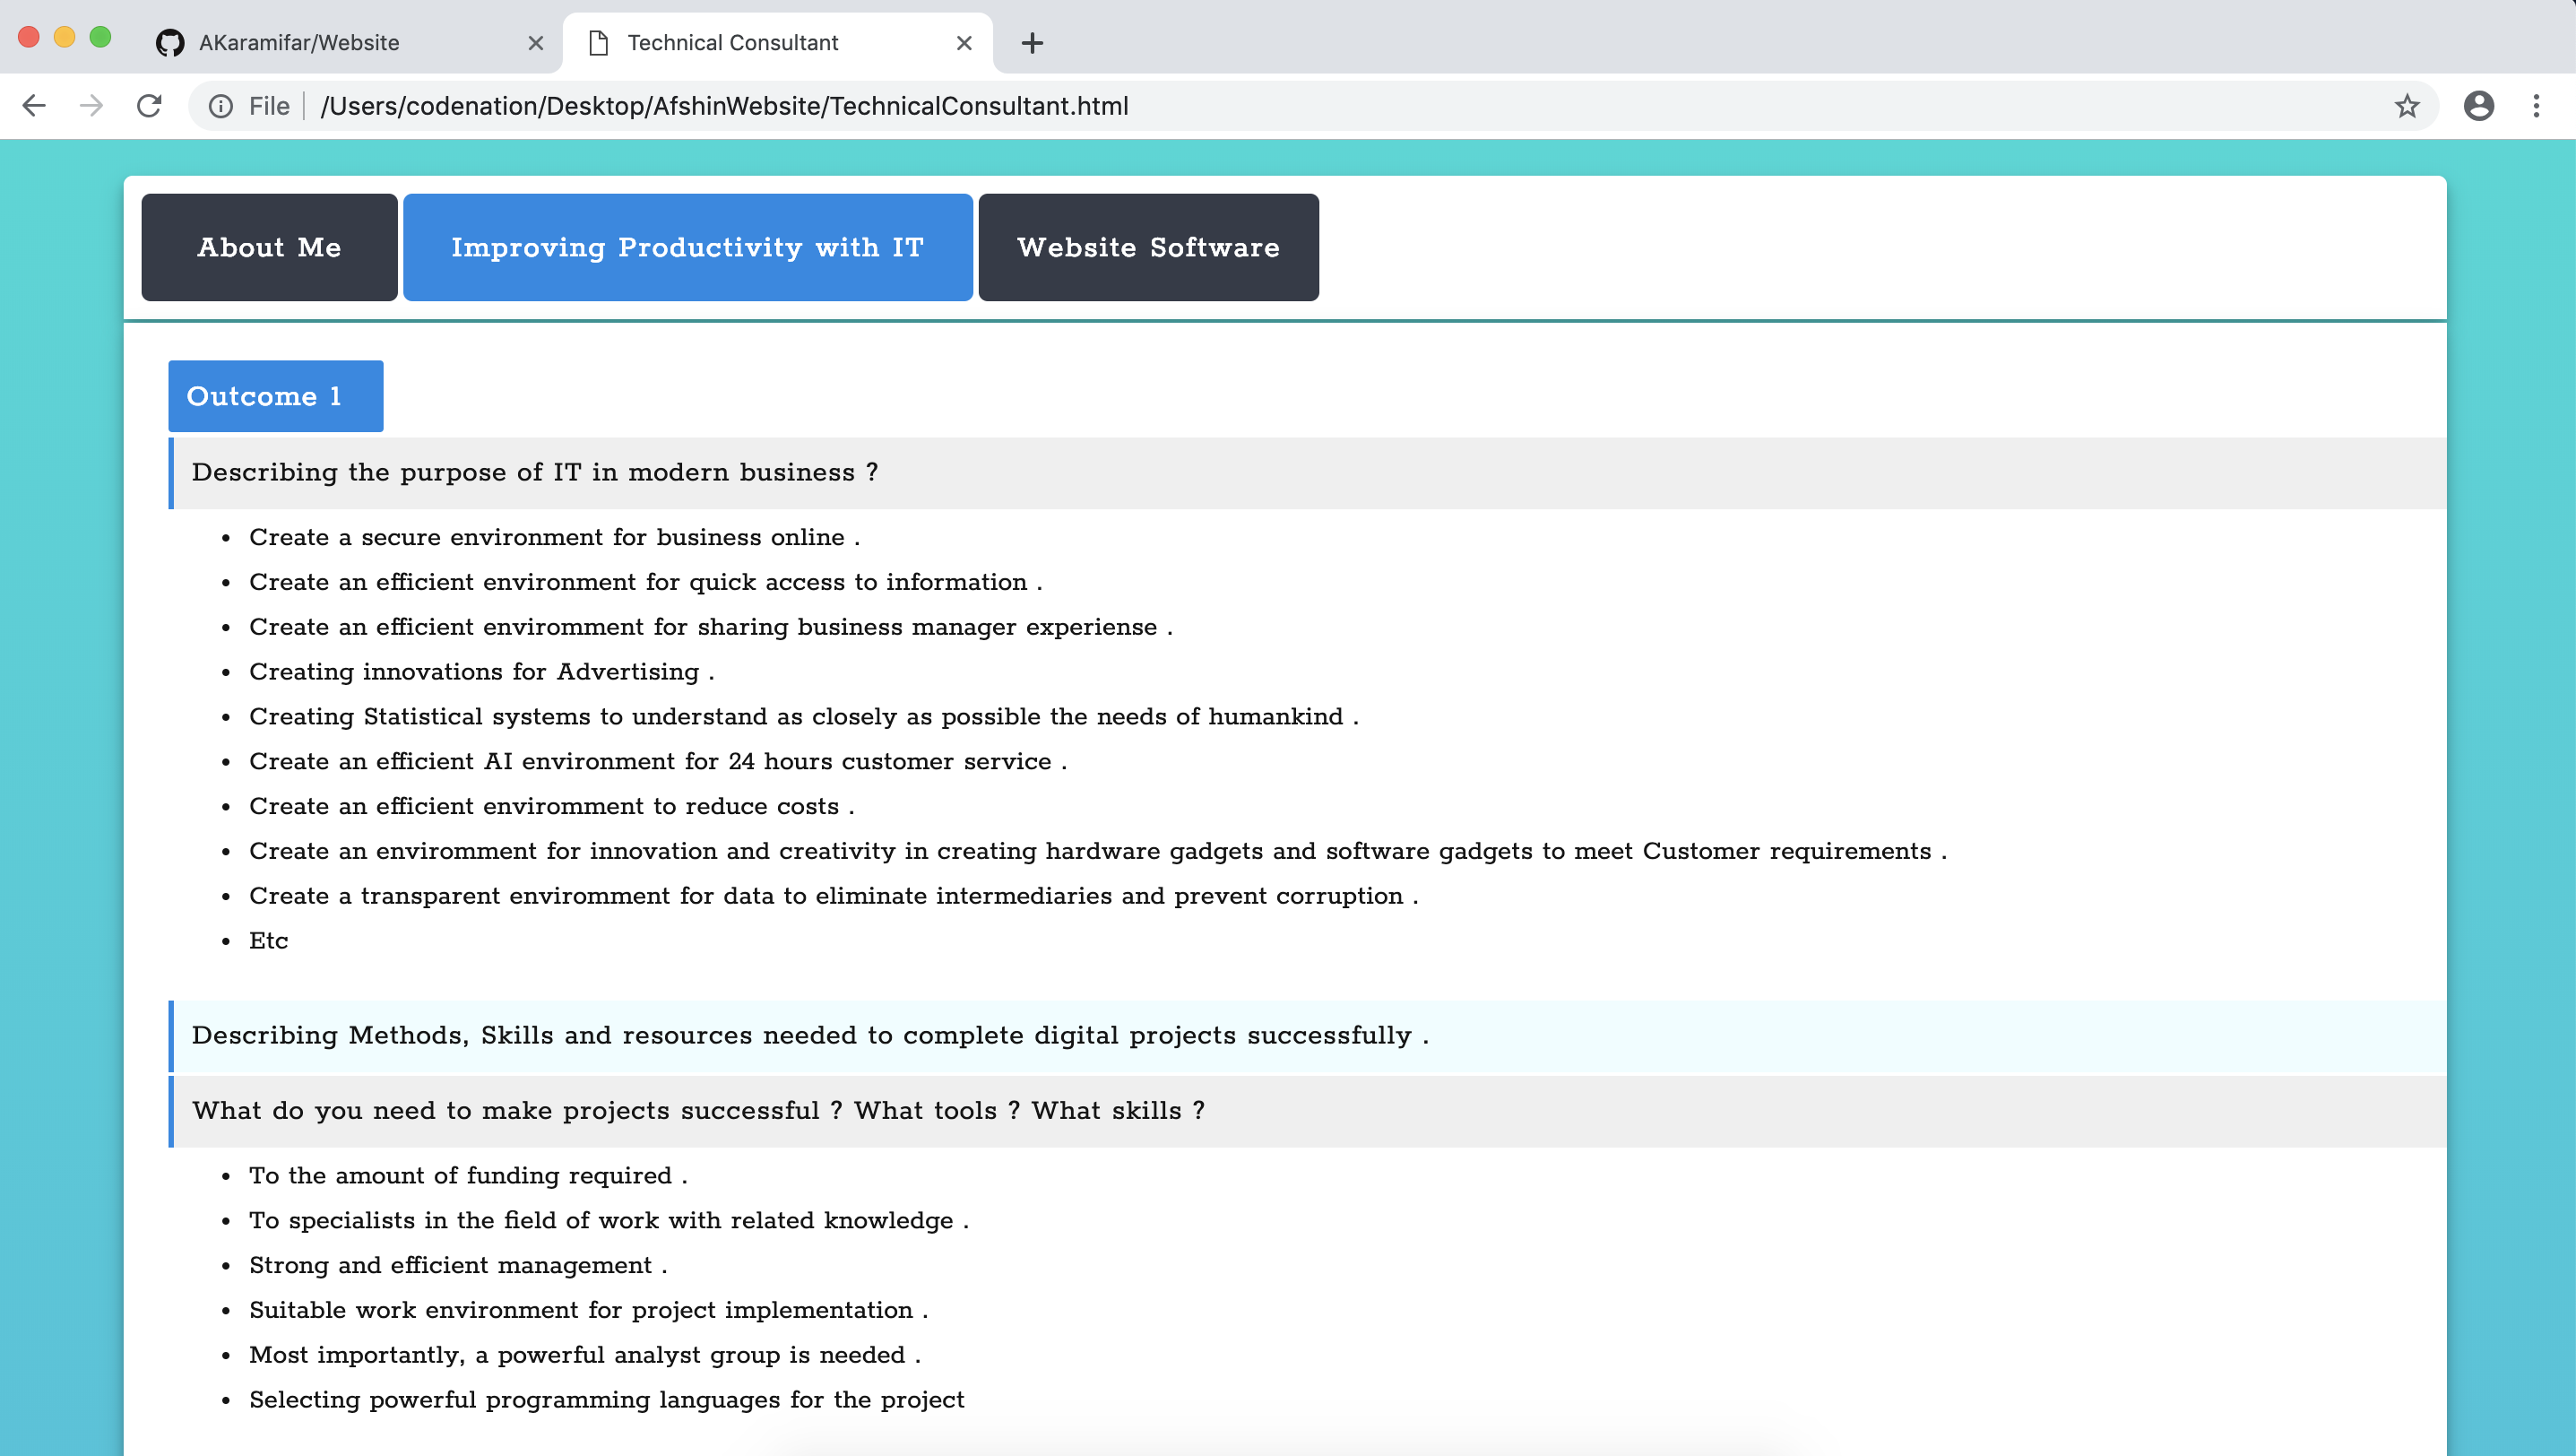 AKaramifar/Website
Technical Consultant
File /Users/codenation/Desktop/AfshinWebsite/TechnicalConsultant.html
About Me Improving Productivity with IT Website Software
Outcome 1
Describing the purpose of IT in modern business ?
• Create a secure environment for business online .
• Create an efficient environment for quick access to information .
• Create an efficient enviromment for sharing business manager experiense .
• Creating innovations for Advertising .
• Creating Statistical systems to understand as closely as possible the needs of humankind .
• Create an efficient AI environment for 24 hours customer service .
• Create an efficient enviromment to reduce costs .
• Create an enviromment for innovation and creativity in creating hardware gadgets and software gadgets to meet Customer requirements .
• Create a transparent enviromment for data to eliminate intermediaries and prevent corruption .
• Etc
Describing Methods, Skills and resources needed to complete digital projects successfully .
What do you need to make projects successful ? What tools ? What skills ?
• To the amount of funding required .
• To specialists in the field of work with related knowledge .
• Strong and efficient management .
• Suitable work environment for project implementation .
• Most importantly, a powerful analyst group is needed .
• Selecting powerful programming languages for the project